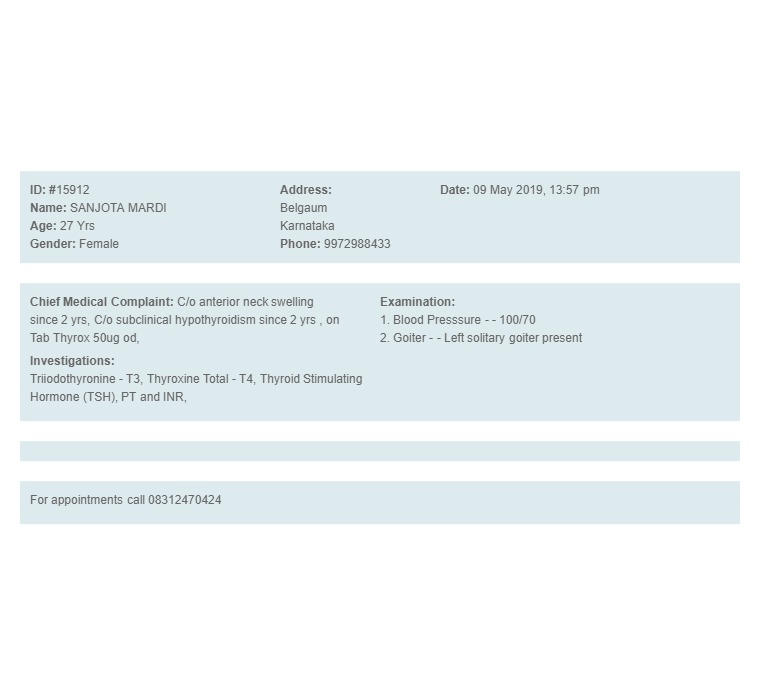 ID: #15912
Name: SANJOTA MARDI
Age: 27 Yrs
Gender: Female
Address:
Belgaum
Karnataka
Phone: 9972988433
Date: 09 May 2019, 13:57 pm
Chief Medical Complaint: C/o anterior neck swelling
since 2 yrs, C/o subclinical hypothyroidism since 2 yrs , on
Tab Thyrox 50ug od,
Investigations:
Triiodothyronine - T3, Thyroxine Total - T4, Thyroid Stimulating
Hormone (TSH), PT and INR,
Examination:
1. Blood Presssure - - 100/70
2. Goiter - - Left solitary goiter present
For appointments call 08312470424